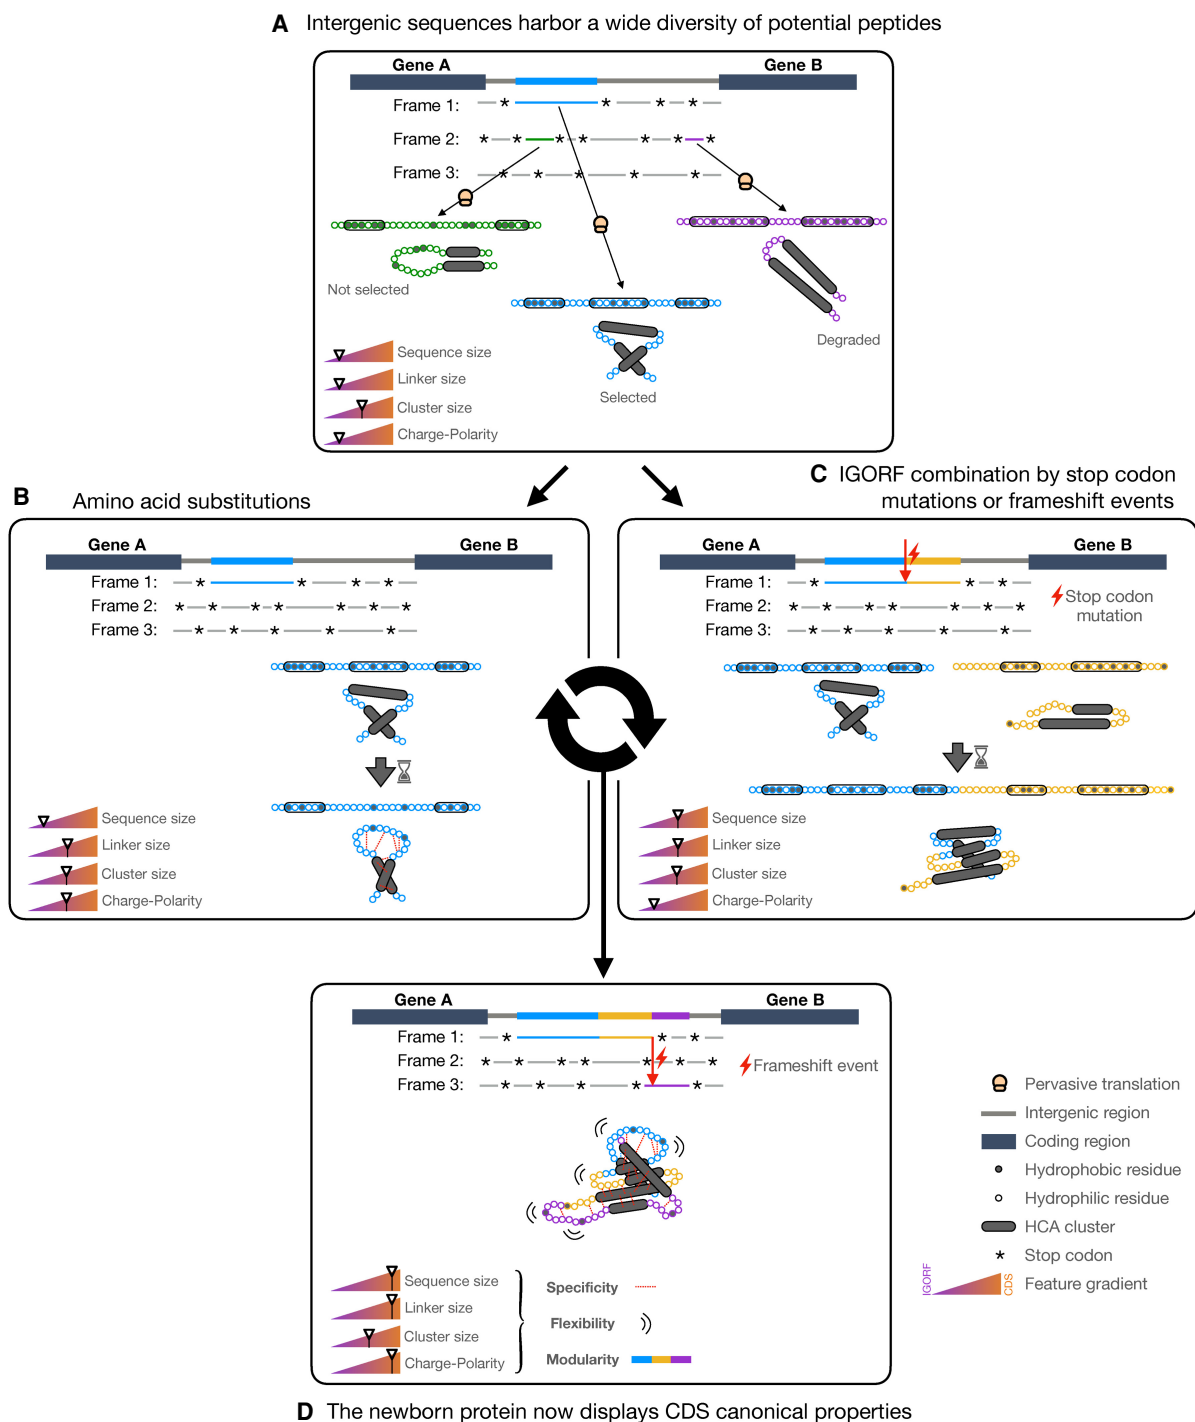 A Intergenic sequences harbor a wide diversity of potential peptides
Gene A
Gene B
Frame 1: * * * *
Frame 2: * * * * * * *
Frame 3: * * * * *
Not selected
Selected
Degraded
Sequence size
Linker size
Cluster size
Charge-Polarity
B Amino acid substitutions
Gene A
Gene B
Frame 1: * * * *
Frame 2: * * * * * * *
Frame 3: * * * * *
Sequence size
Linker size
Cluster size
Charge-Polarity
C IGORF combination by stop codon
mutations or frameshift events
Gene A
Gene B
Frame 1: * * *
Frame 2: * * * * * * *
Frame 3: * * * * *
Stop codon
mutation
Sequence size
Linker size
Cluster size
Charge-Polarity
Gene A
Gene B
Frame 1: * * *
Frame 2: * * * * * * *
Frame 3: * * * * *
Frameshift event
Sequence size
Linker size
Cluster size
Charge-Polarity
Specificity
Flexibility
Modularity
Pervasive translation
Intergenic region
Coding region
Hydrophobic residue
Hydrophilic residue
HCA cluster
* Stop codon
IGORF
CDS
Feature gradient
D The newborn protein now displays CDS canonical properties